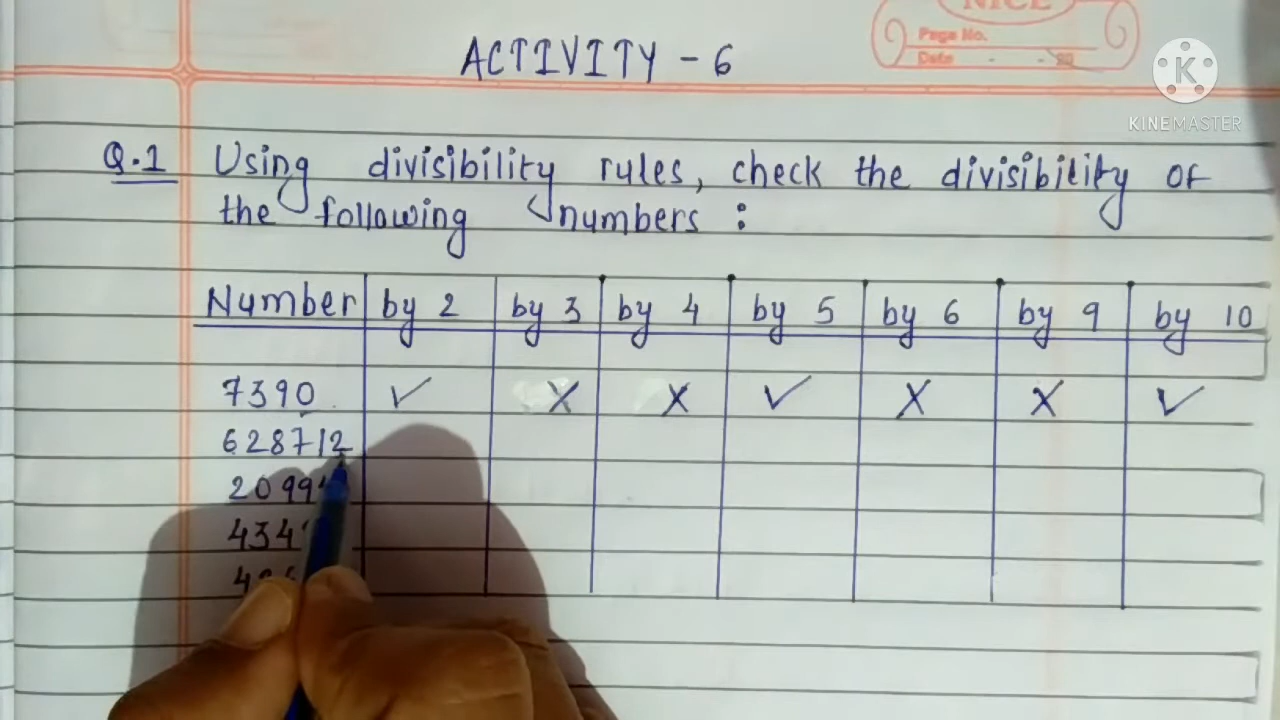 NICE
Page No.
Date
ACTIVITY - 6
KINEMASTER
Q.1 Using divisibility rules, check the divisibility of
the following numbers :
Number by 2 by 3 by 4 by 5 by 6 by 9 by 10
7390 ✓ X X ✓ X X ✓
628712